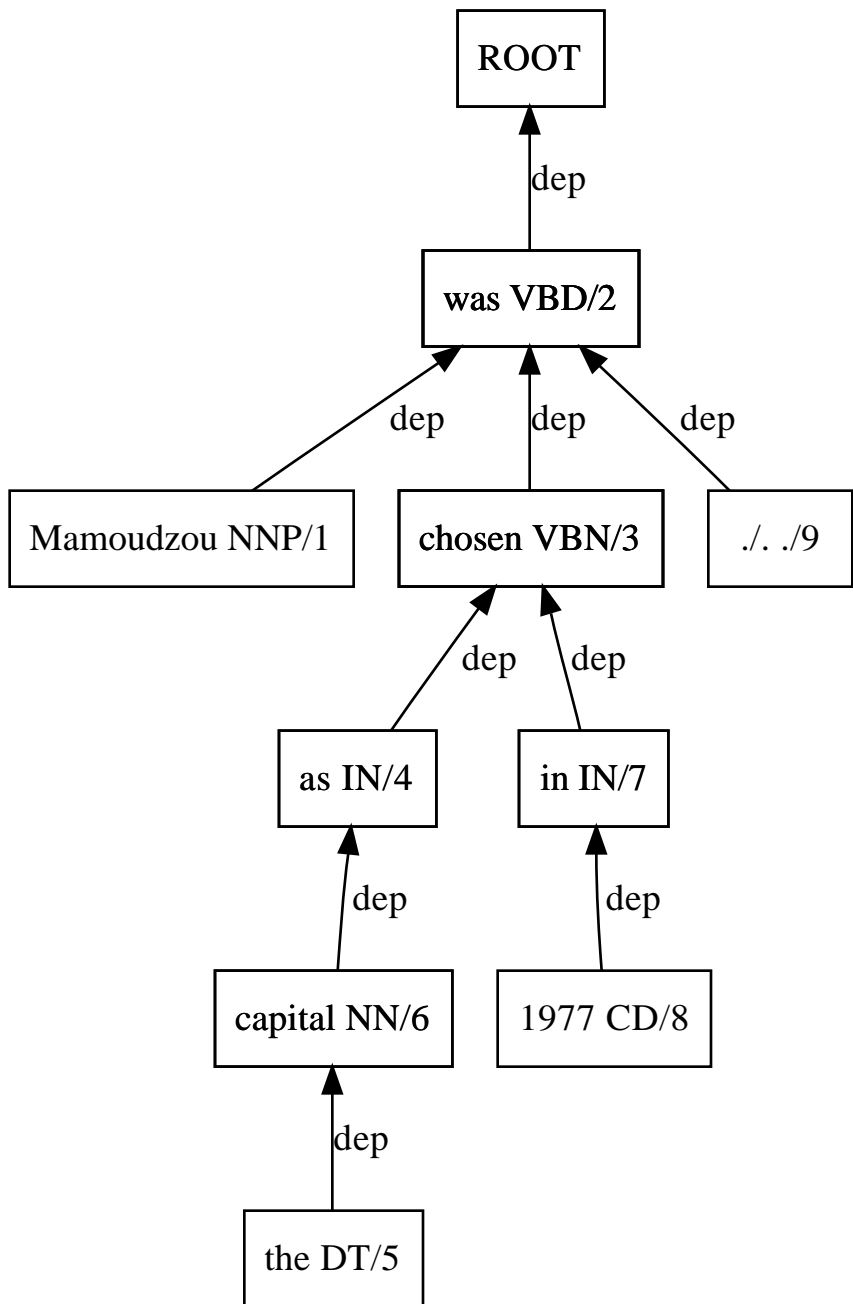 ROOT
dep
was VBD/2
dep dep dep
Mamoudzou NNP/1 chosen VBN/3 ./. ./9
dep dep
as IN/4 in IN/7
dep dep
capital NN/6 1977 CD/8
dep
the DT/5